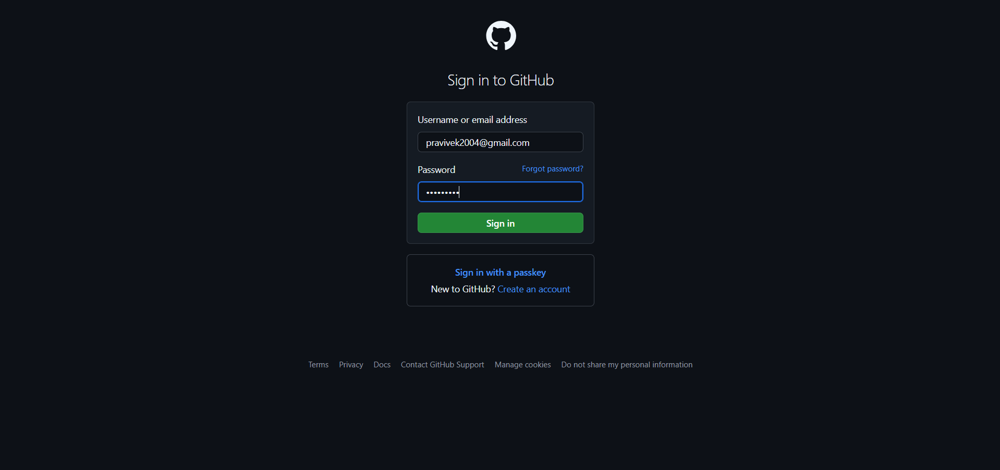 Sign in to GitHub
Username or email address
pravivek2004@gmail.com
Password Forgot password?
•••••••••
Sign in
Sign in with a passkey
New to GitHub? Create an account
Terms Privacy Docs Contact GitHub Support Manage cookies Do not share my personal information